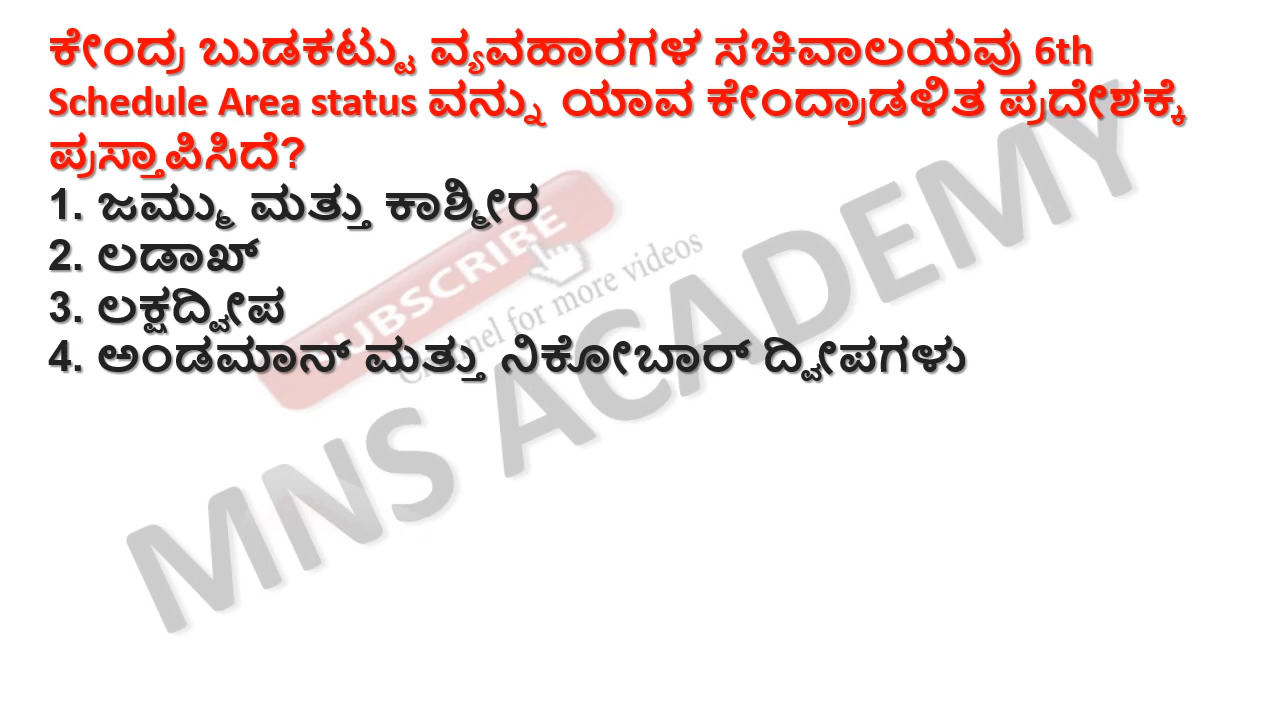 ಕೇಂದ್ರ ಬುಡಕಟ್ಟು ವ್ಯವಹಾರಗಳ ಸಚಿವಾಲಯವು 6th
Schedule Area status ವನ್ನು ಯಾವ ಕೇಂದ್ರಾಡಳಿತ ಪ್ರದೇಶಕ್ಕೆ
ಪ್ರಸ್ತಾಪಿಸಿದೆ?
1. ಜಮ್ಮು ಮತ್ತು ಕಾಶ್ಮೀರ
2. ಲಡಾಖ್
3. ಲಕ್ಷದ್ವೀಪ
4. ಅಂಡಮಾನ್ ಮತ್ತು ನಿಕೋಬಾರ್ ದ್ವೀಪಗಳು
SUBSCRIBE
Channel for more videos
MNS ACADEMY